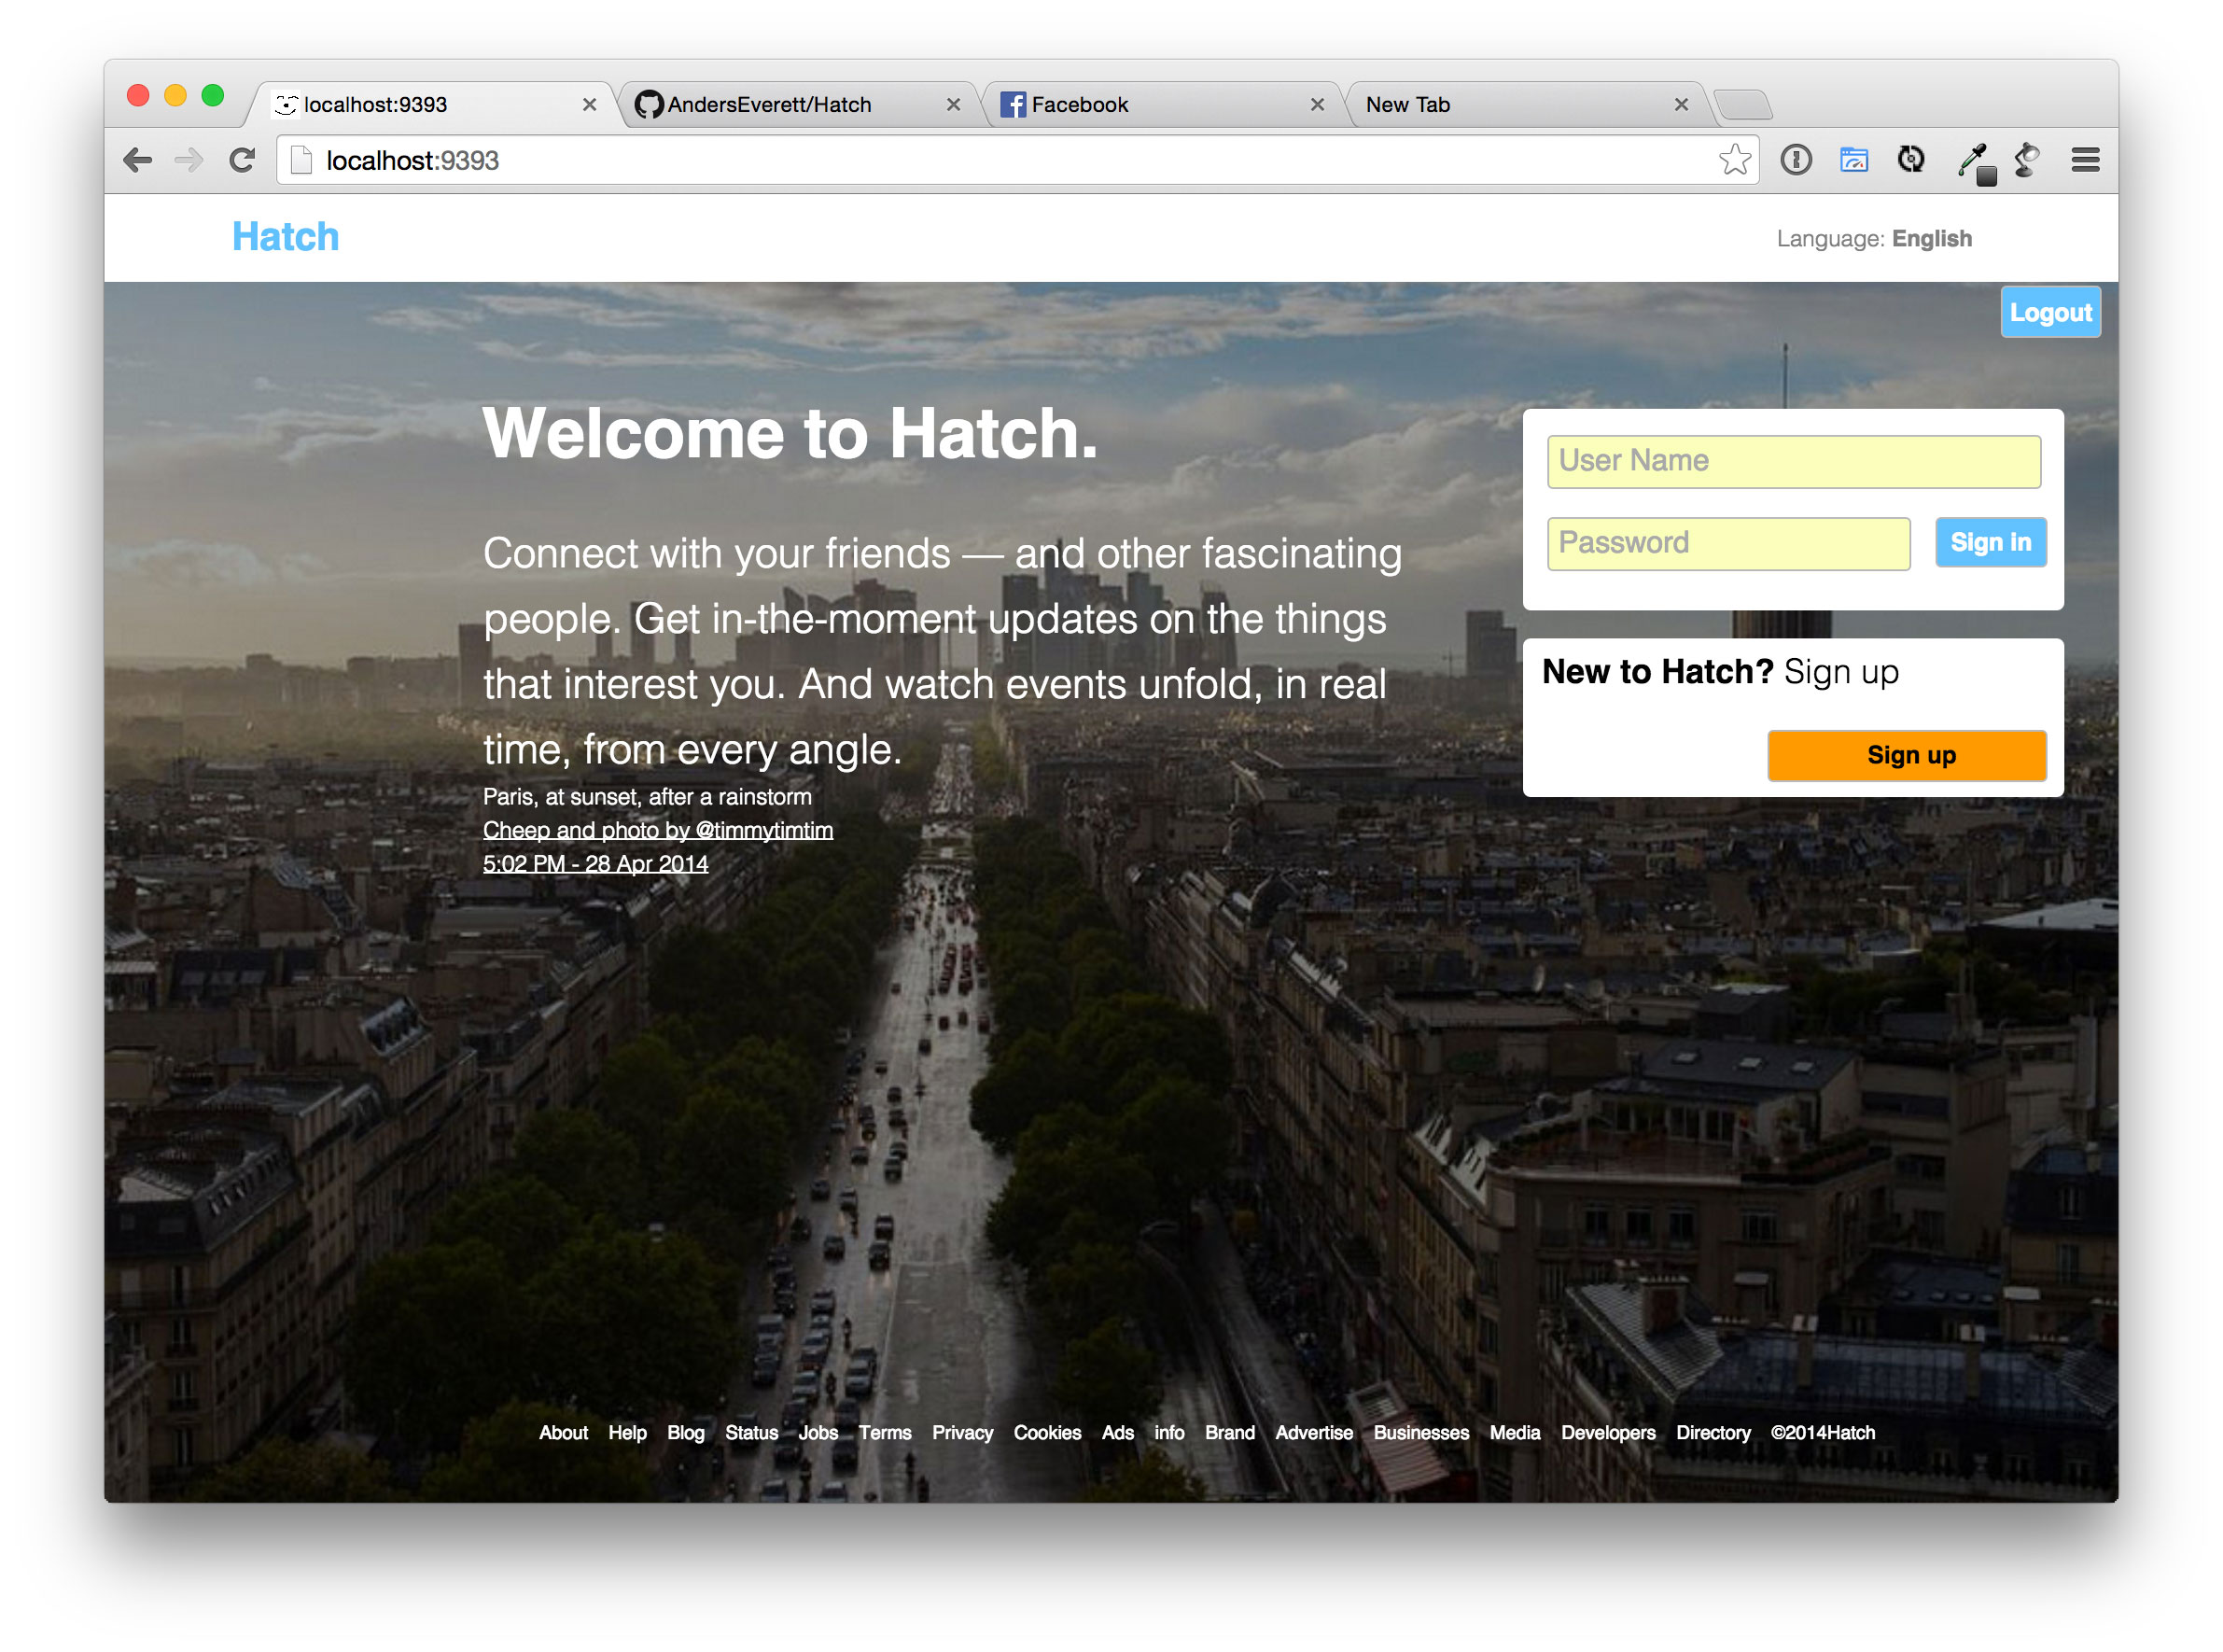 localhost:9393
AndersEverett/Hatch
Facebook
New Tab
localhost:9393
Hatch
Language: English
Logout
Welcome to Hatch.
Connect with your friends — and other fascinating
people. Get in-the-moment updates on the things
that interest you. And watch events unfold, in real
time, from every angle.
Paris, at sunset, after a rainstorm
Cheep and photo by @timmytimtim
5:02 PM - 28 Apr 2014
User Name
Password
Sign in
New to Hatch? Sign up
Sign up
About Help Blog Status Jobs Terms Privacy Cookies Ads info Brand Advertise Businesses Media Developers Directory ©2014Hatch